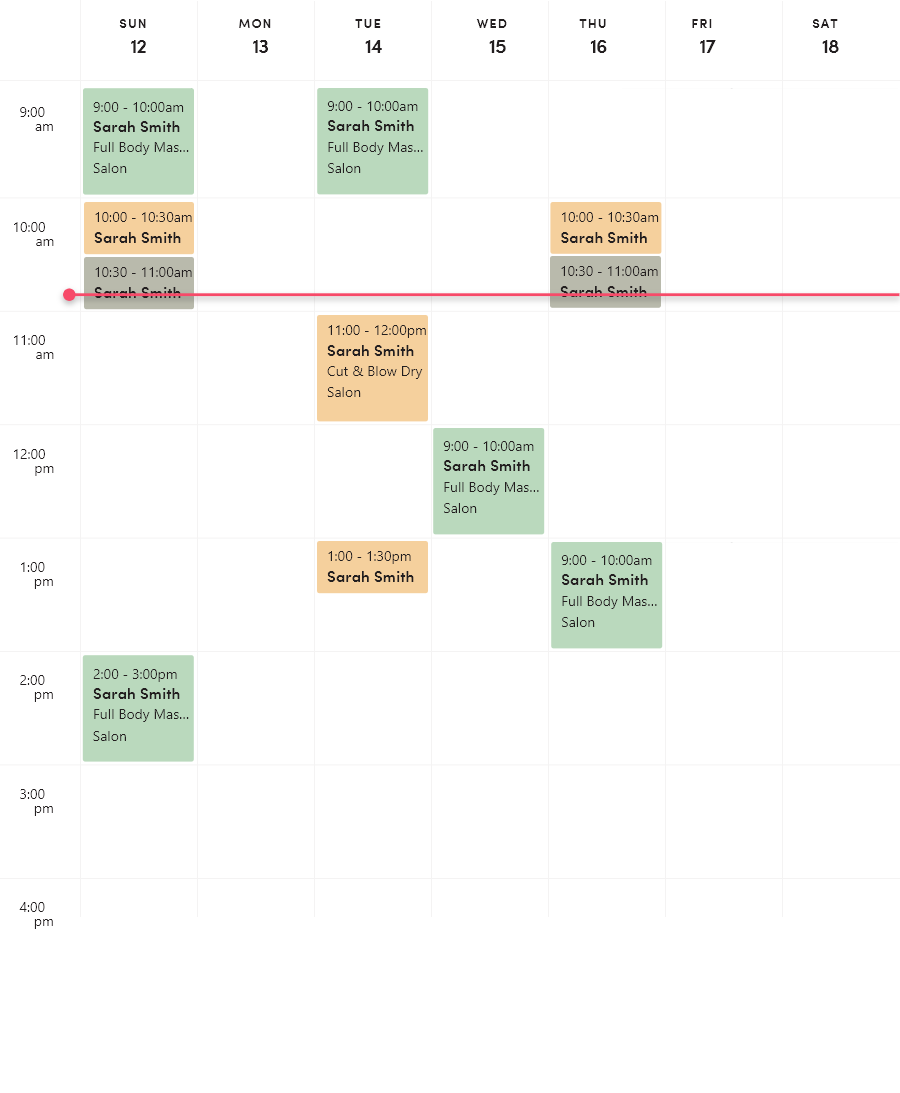 SUN MON TUE WED THU FRI SAT
12 13 14 15 16 17 18
9:00
am
9:00 - 10:00am
Sarah Smith
Full Body Mas...
Salon
9:00 - 10:00am
Sarah Smith
Full Body Mas...
Salon
10:00
am
10:00 - 10:30am
Sarah Smith
10:30 - 11:00am
Sarah Smith
10:00 - 10:30am
Sarah Smith
10:30 - 11:00am
Sarah Smith
11:00
am
11:00 - 12:00pm
Sarah Smith
Cut & Blow Dry
Salon
12:00
pm
9:00 - 10:00am
Sarah Smith
Full Body Mas...
Salon
1:00
pm
1:00 - 1:30pm
Sarah Smith
9:00 - 10:00am
Sarah Smith
Full Body Mas...
Salon
2:00
pm
2:00 - 3:00pm
Sarah Smith
Full Body Mas...
Salon
3:00
pm
4:00
pm